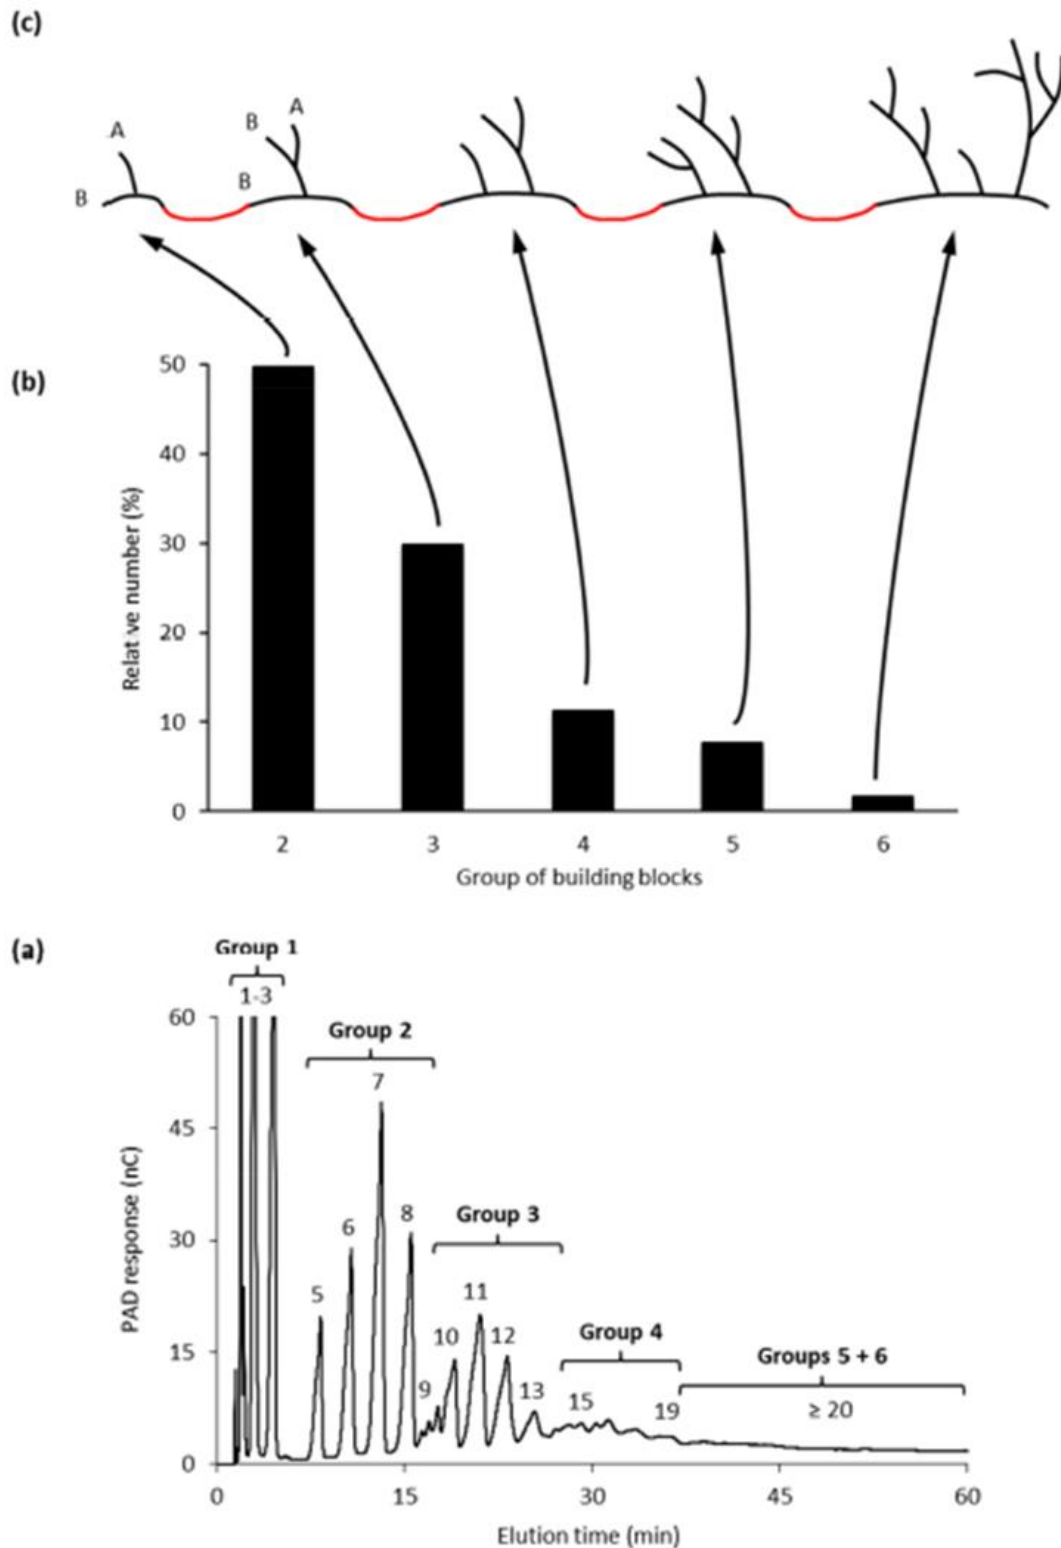 (c)
A
B
B
B
A
(b)
50
40
30
20
10
0
Relative number (%)
2 3 4 5 6
Group of building blocks
(a)
Group 1
1-3
60
45
30
15
0
PAD response (nC)
Group 2
5
6
7
8
Group 3
9
10
11
12
13
Group 4
15
19
Groups 5 + 6
≥ 20
0 15 30 45 60
Elution time (min)